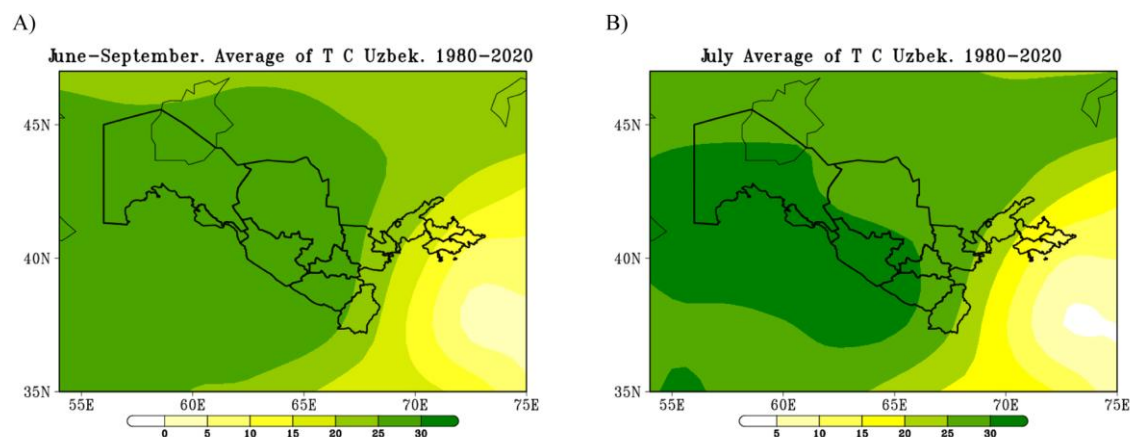 A)
June-September. Average of T C Uzbek. 1980-2020
45N
40N
35N
55E 60E 65E 70E 75E
0 5 10 15 20 25 30
B)
July Average of T C Uzbek. 1980-2020
45N
40N
35N
55E 60E 65E 70E 75E
5 10 15 20 25 30